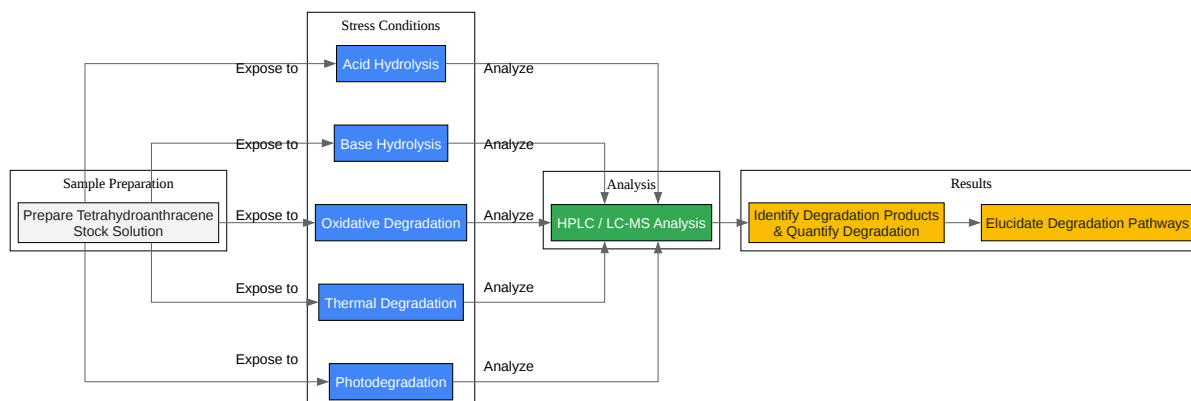 Stress Conditions
Expose to
Acid Hydrolysis
Analyze
Expose to
Base Hydrolysis
Analyze
Sample Preparation
Prepare Tetrahydroanthracene
Stock Solution
Expose to
Oxidative Degradation
Analyze
Analysis
HPLC / LC-MS Analysis
Results
Identify Degradation Products
& Quantify Degradation
Elucidate Degradation Pathways
Expose to
Thermal Degradation
Analyze
Expose to
Photodegradation
Analyze